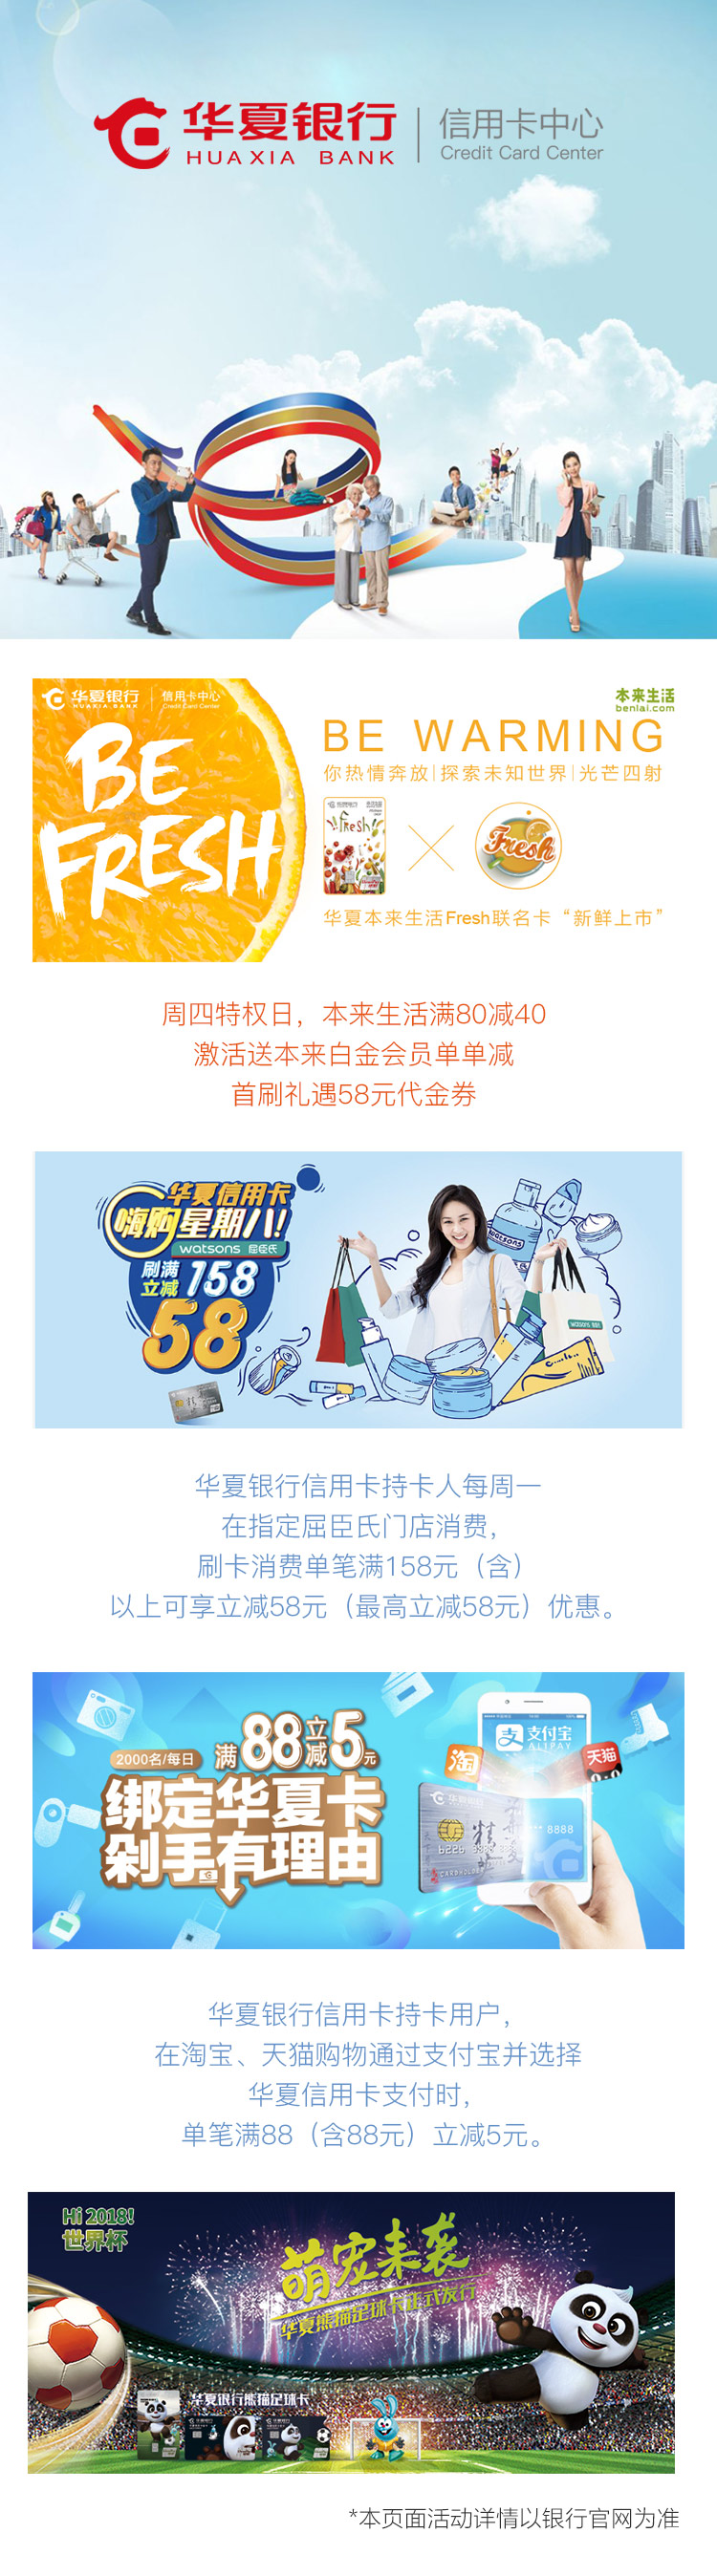 华夏银行
HUAXIA BANK
信用卡中心
Credit Card Center
华夏银行
HUAXIA BANK
信用卡中心
Credit Card Center
本来生活
benlai.com
BE
FRESH
BE WARMING
你热情奔放|探索未知世界|光芒四射
fresh
Fresh
华夏本来生活Fresh联名卡“新鲜上市”
周四特权日，本来生活满80减40
激活送本来白金会员单单减
首刷礼遇58元代金券
华夏信用卡
嗨购星期八!
watsons 屈臣氏
刷满
立减
158
58
watsons
watsons
华夏银行信用卡持卡人每周一
在指定屈臣氏门店消费，
刷卡消费单笔满158元（含）
以上可享立减58元（最高立减58元）优惠。
2000名/每日
满88立减5元
绑定华夏卡
剁手有理由
支付宝
ALIPAY
淘
天猫
华夏银行
精
8888
华夏银行信用卡持卡用户，
在淘宝、天猫购物通过支付宝并选择
华夏信用卡支付时，
单笔满88（含88元）立减5元。
Hi 2018!
世界杯
萌宠来袭
华夏熊猫足球卡正式发行
华夏银行熊猫足球卡
*本页面活动详情以银行官网为准